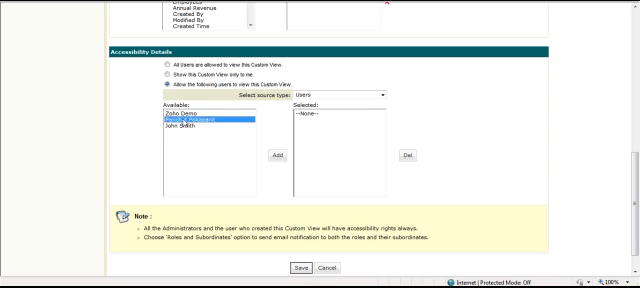 Employees
Annual Revenue
Created By
Modified By
Created Time
Accessibility Details
All Users are allowed to view this Custom View.
Show this Custom View only to me.
Allow the following users to view this Custom View.
Select source type: Users
Available: Selected:
Zoho Demo --None--
John Smith
Add Del
Note :
All the Administrators and the user who created this Custom View will have accessibility rights always.
Choose 'Roles and Subordinates' option to send email notification to both the roles and their subordinates.
Save Cancel
Internet | Protected Mode: Off 100%